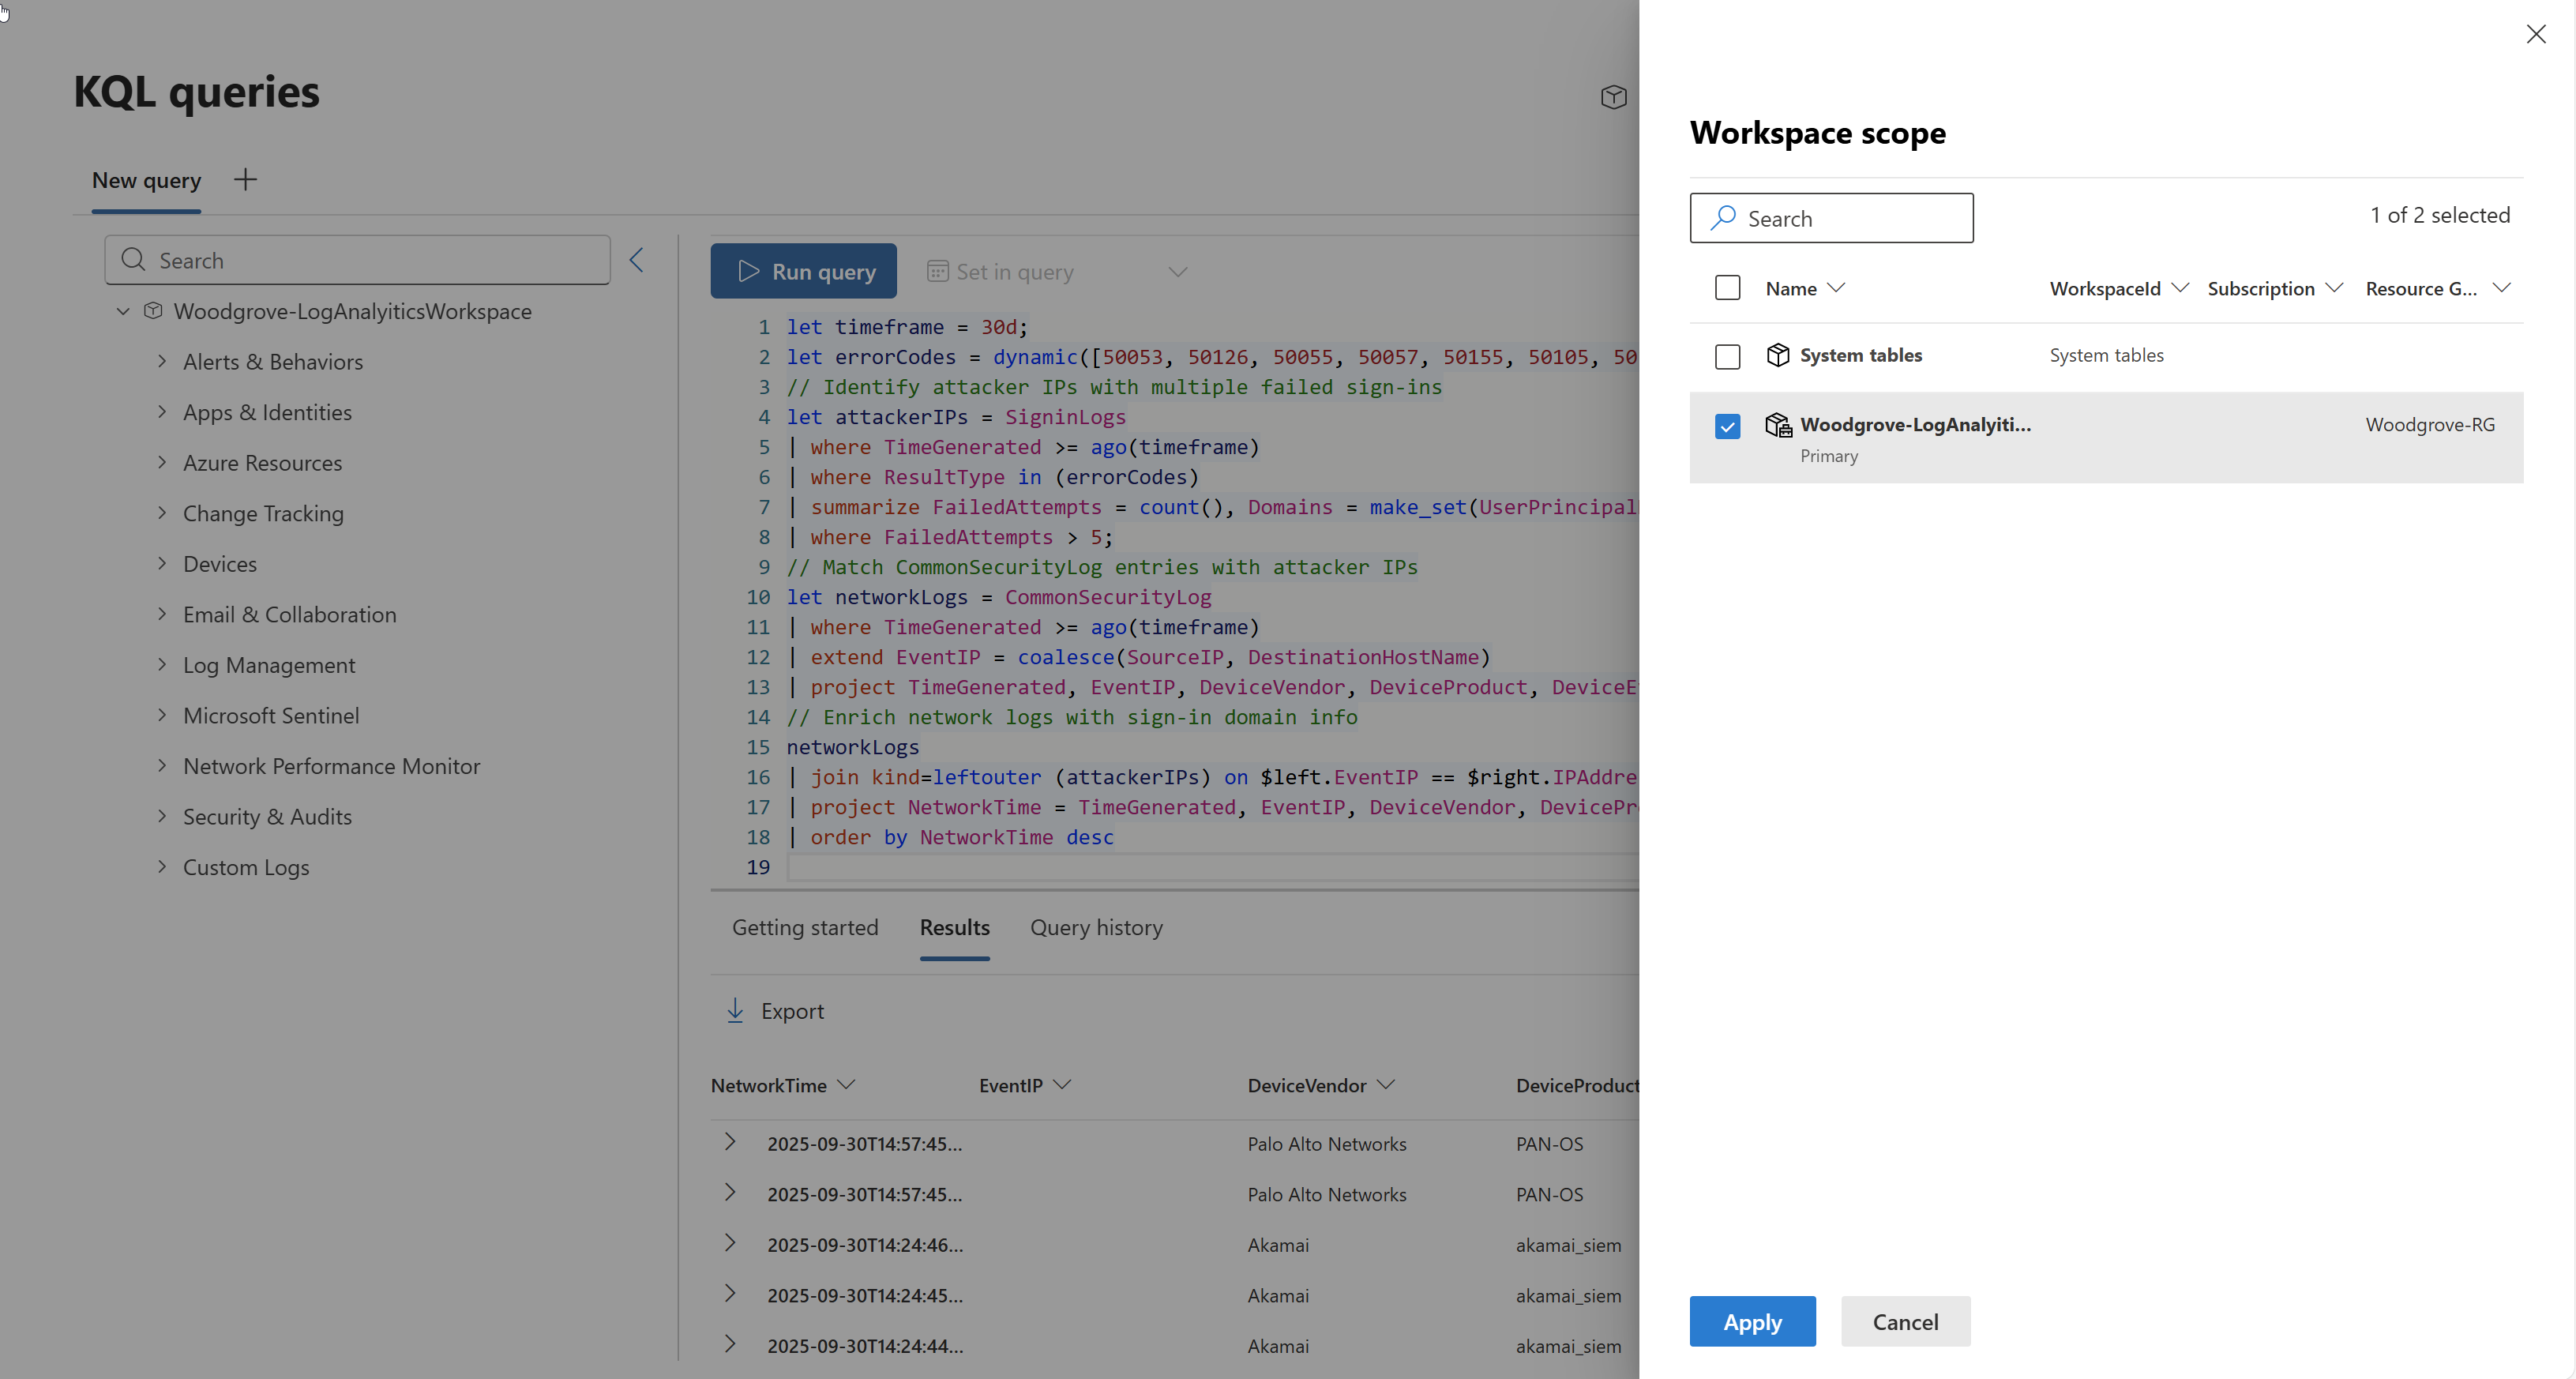 KQL queries
New query
Search
Woodgrove-LogAnalyiticsWorkspace
Alerts & Behaviors
Apps & Identities
Azure Resources
Change Tracking
Devices
Email & Collaboration
Log Management
Microsoft Sentinel
Network Performance Monitor
Security & Audits
Custom Logs
Run query
Set in query
1 let timeframe = 30d;
2 let errorCodes = dynamic([50053, 50126, 50055, 50057, 50155, 50105, 50
3 // Identify attacker IPs with multiple failed sign-ins
4 let attackerIPs = SigninLogs
5 | where TimeGenerated >= ago(timeframe)
6 | where ResultType in (errorCodes)
7 | summarize FailedAttempts = count(), Domains = make_set(UserPrincipal
8 | where FailedAttempts > 5;
9 // Match CommonSecurityLog entries with attacker IPs
10 let networkLogs = CommonSecurityLog
11 | where TimeGenerated >= ago(timeframe)
12 | extend EventIP = coalesce(SourceIP, DestinationHostName)
13 | project TimeGenerated, EventIP, DeviceVendor, DeviceProduct, DeviceE
14 // Enrich network logs with sign-in domain info
15 networkLogs
16 | join kind=leftouter (attackerIPs) on $left.EventIP == $right.IPAddre
17 | project NetworkTime = TimeGenerated, EventIP, DeviceVendor, DevicePr
18 | order by NetworkTime desc
19
Getting started Results Query history
Export
NetworkTime EventIP DeviceVendor DeviceProduct
2025-09-30T14:57:45... Palo Alto Networks PAN-OS
2025-09-30T14:57:45... Palo Alto Networks PAN-OS
2025-09-30T14:24:46... Akamai akamai_siem
2025-09-30T14:24:45... Akamai akamai_siem
2025-09-30T14:24:44... Akamai akamai_siem
Workspace scope
Search
1 of 2 selected
Name WorkspaceId Subscription Resource G...
System tables System tables
Woodgrove-LogAnalyiti... Woodgrove-RG
Primary
Apply Cancel